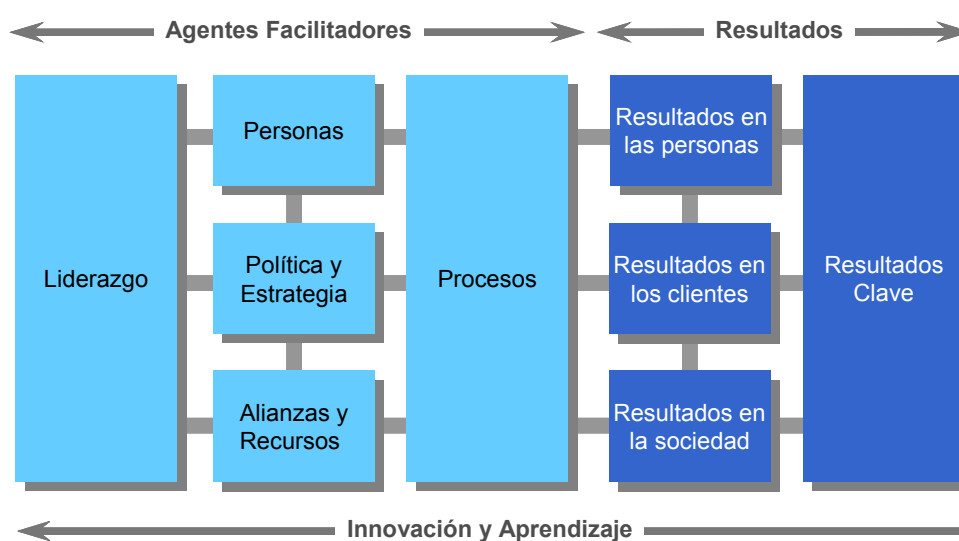 Agentes Facilitadores
Resultados
Liderazgo
Personas
Política y
Estrategia
Alianzas y
Recursos
Procesos
Resultados en
las personas
Resultados en
los clientes
Resultados en
la sociedad
Resultados
Clave
Innovación y Aprendizaje